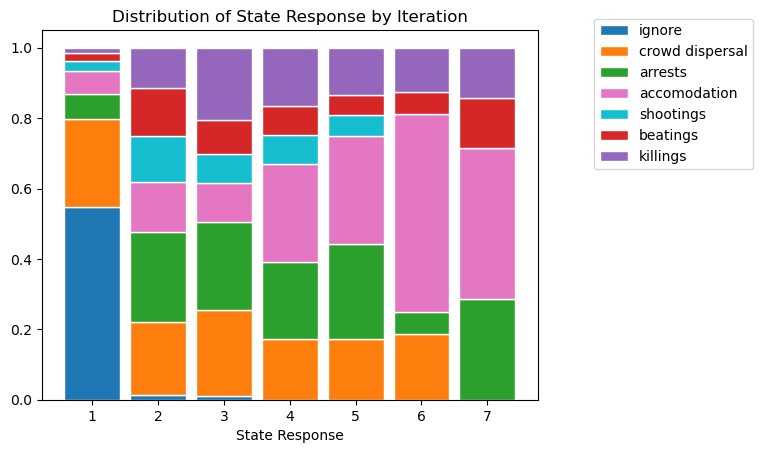 Distribution of State Response by Iteration
1.0
0.8
0.6
0.4
0.2
0.0
1 2 3 4 5 6 7
State Response
ignore
crowd dispersal
arrests
accomodation
shootings
beatings
killings